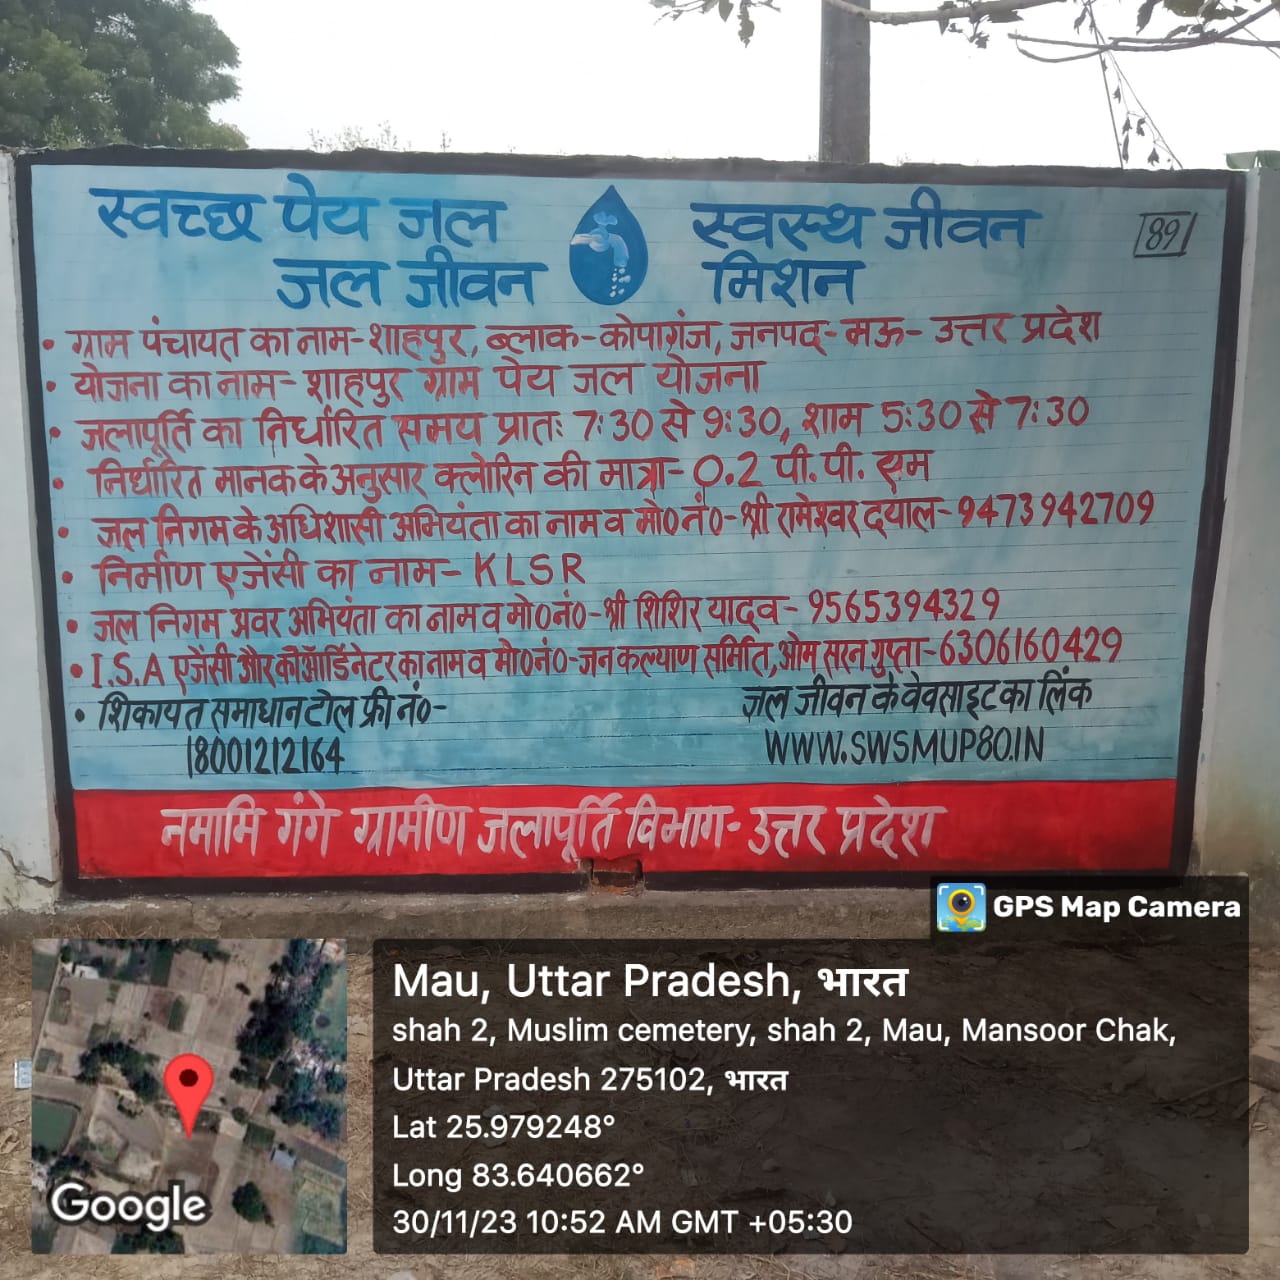 स्वच्छ पेय जल स्वस्थ जीवन
89
जल जीवन मिशन
• ग्राम पंचायत का नाम-शाहपुर, ब्लाक-कोपागंज, जनपद-मऊ- उत्तर प्रदेश
• योजना का नाम- शाहपुर ग्राम पेय जल योजना
• जलापूर्ति का निर्धारित समय प्रातः 7:30 से 9:30, शाम 5:30 से 7:30
• निर्धारित मानक के अनुसार क्लोरिन की मात्रा- 0.2 पी.पी. एम
• जल निगम के अधिशासी अभियंता का नाम व मो0 नं0-श्री रामेश्वर दयाल-9473942709
• निर्माण एजेंसी का नाम- KLSR
• जल निगम अवर अभियंता का नाम व मो0 नं0-श्री शिशिर यादव- 9565394329
• I.S.A एजेंसी और कोऑर्डिनेटर का नाम व मो0 नं0-जन कल्याण समिति, ओम सरन गुप्ता-6306160429
• शिकायत समाधान टोल फ्री नं0-
18001212164
जल जीवन के वेवसाइट का लिंक
WWW.SWSMUP80.IN
नमामि गंगे ग्रामीण जलापूर्ति विभाग-उत्तर प्रदेश
GPS Map Camera
Mau, Uttar Pradesh, भारत
shah 2, Muslim cemetery, shah 2, Mau, Mansoor Chak,
Uttar Pradesh 275102, भारत
Lat 25.979248°
Long 83.640662°
30/11/23 10:52 AM GMT +05:30
Google